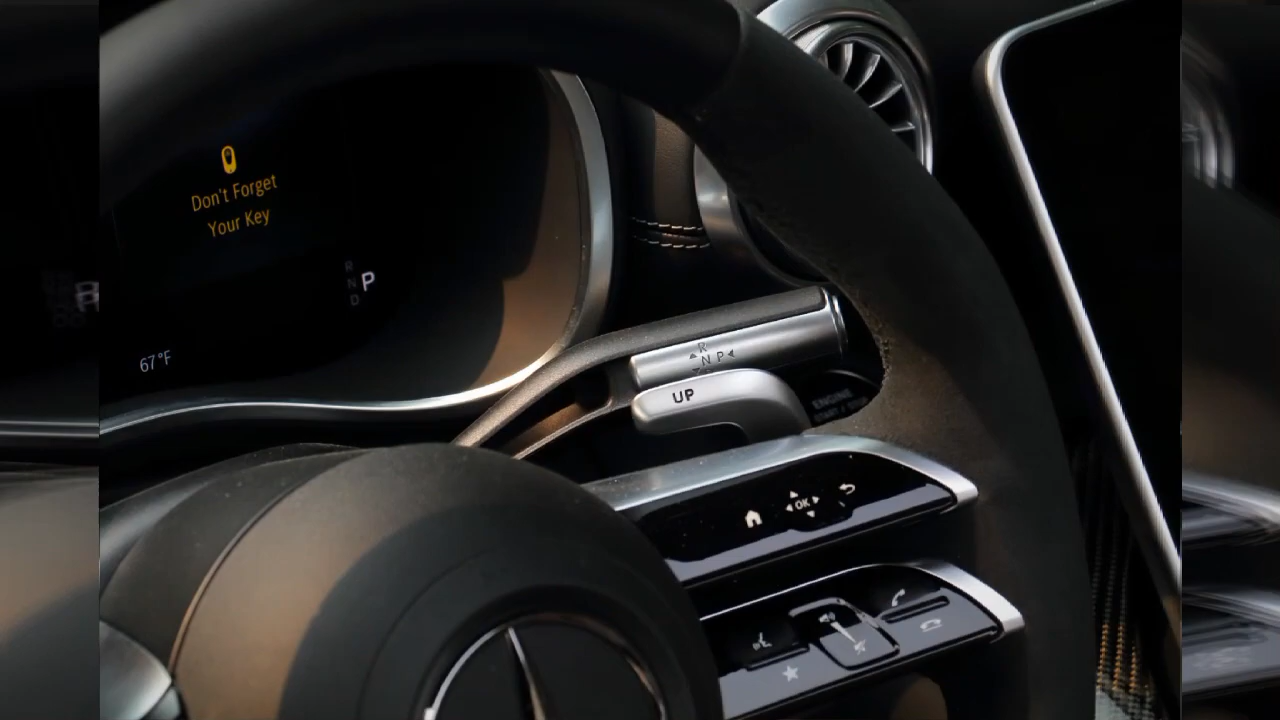 Don't Forget
Your Key
R
N P
D
67°F
R
N P
UP
ENGINE
START / STOP
OK